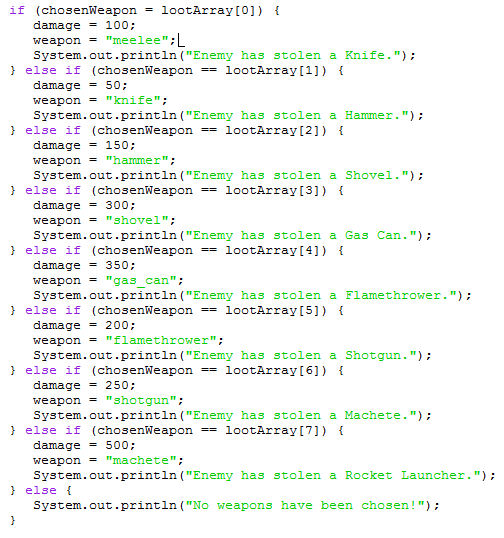 if (chosenWeapon = lootArray[0]) {
damage = 100;
weapon = "meelee";
System.out.println("Enemy has stolen a Knife.");
} else if (chosenWeapon == lootArray[1]) {
damage = 50;
weapon = "knife";
System.out.println("Enemy has stolen a Hammer.");
} else if (chosenWeapon == lootArray[2]) {
damage = 150;
weapon = "hammer";
System.out.println("Enemy has stolen a Shovel.");
} else if (chosenWeapon == lootArray[3]) {
damage = 300;
weapon = "shovel";
System.out.println("Enemy has stolen a Gas Can.");
} else if (chosenWeapon == lootArray[4]) {
damage = 350;
weapon = "gas_can";
System.out.println("Enemy has stolen a Flamethrower.");
} else if (chosenWeapon == lootArray[5]) {
damage = 200;
weapon = "flamethrower";
System.out.println("Enemy has stolen a Shotgun.");
} else if (chosenWeapon == lootArray[6]) {
damage = 250;
weapon = "shotgun";
System.out.println("Enemy has stolen a Machete.");
} else if (chosenWeapon == lootArray[7]) {
damage = 500;
weapon = "machete";
System.out.println("Enemy has stolen a Rocket Launcher.");
} else {
System.out.println("No weapons have been chosen!");
}